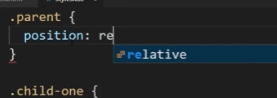 .parent {
position: re
relative
}
.child-one {